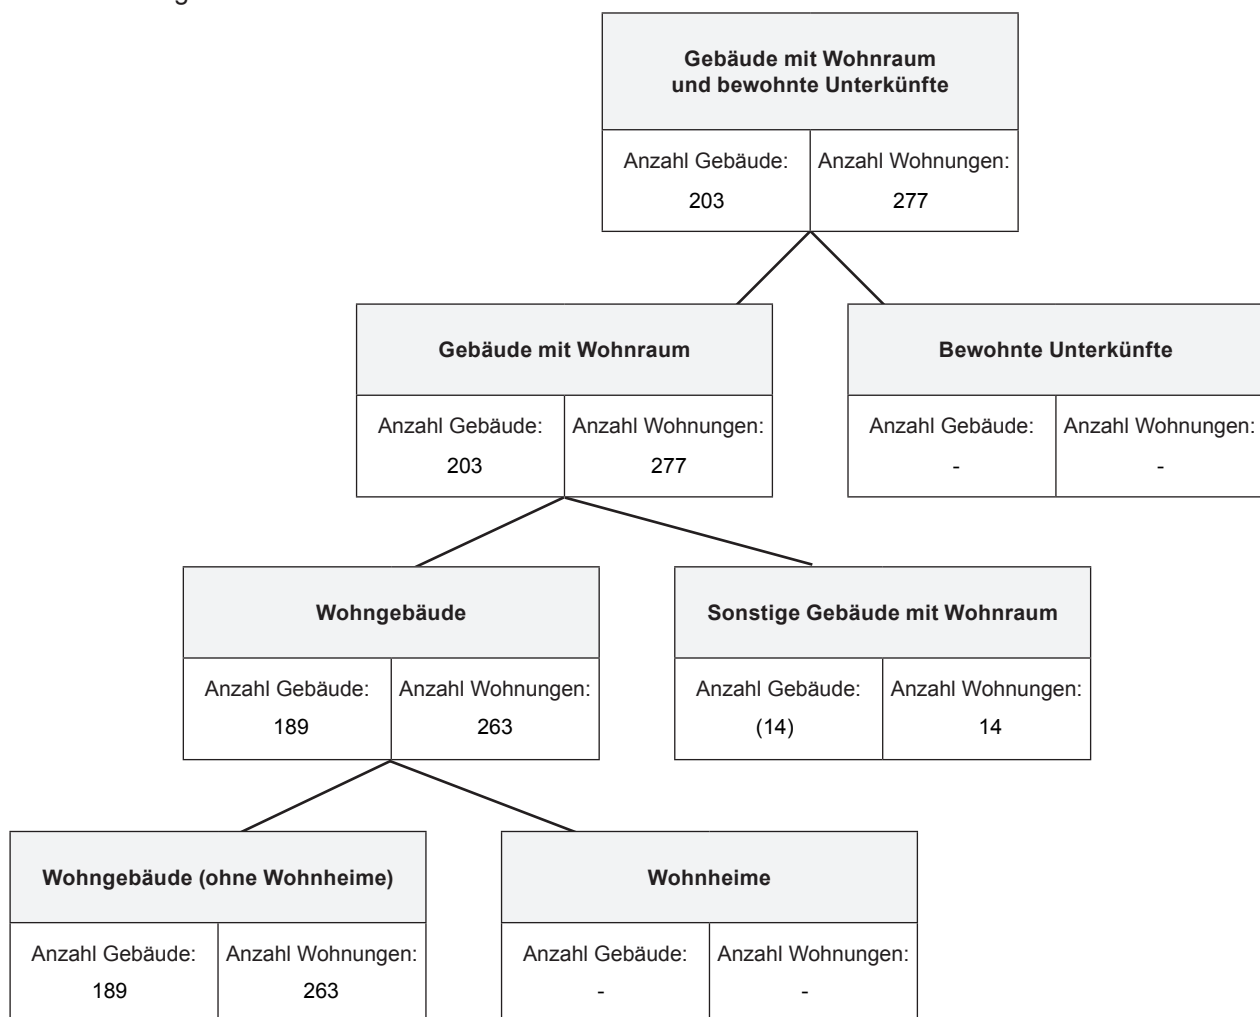 Gebäude mit Wohnraum
und bewohnte Unterkünfte
Anzahl Gebäude: Anzahl Wohnungen:
203 277
Gebäude mit Wohnraum
Anzahl Gebäude: Anzahl Wohnungen:
203 277
Bewohnte Unterkünfte
Anzahl Gebäude: Anzahl Wohnungen:
- -
Wohngebäude
Anzahl Gebäude: Anzahl Wohnungen:
189 263
Sonstige Gebäude mit Wohnraum
Anzahl Gebäude: Anzahl Wohnungen:
(14) 14
Wohngebäude (ohne Wohnheime)
Anzahl Gebäude: Anzahl Wohnungen:
189 263
Wohnheime
Anzahl Gebäude: Anzahl Wohnungen:
- -